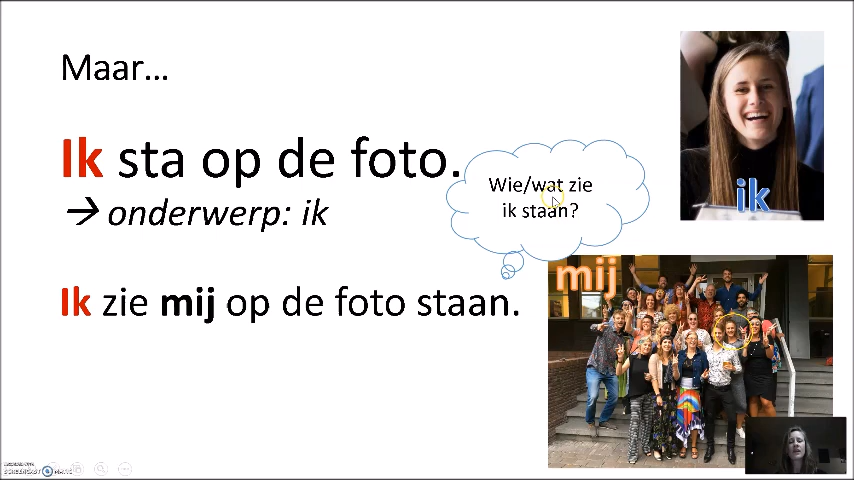 Maar…
Ik sta op de foto.
→ onderwerp: ik
Ik zie mij op de foto staan.
Wie/wat zie
ik staan?
ik
mij